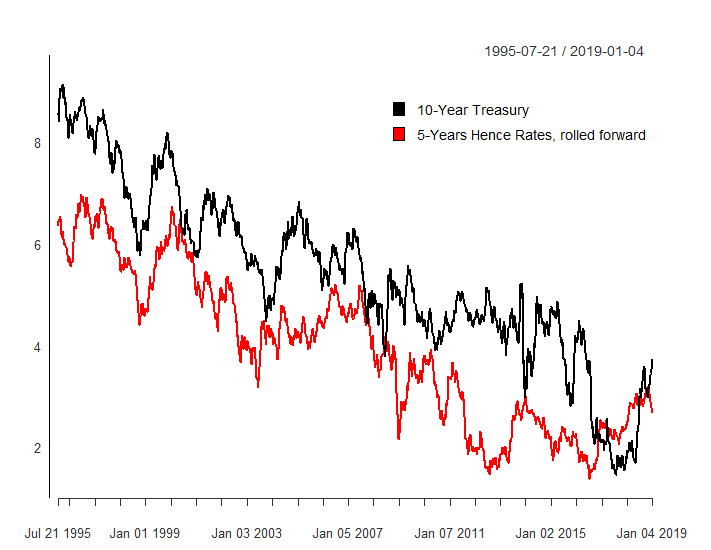 1995-07-21 / 2019-01-04
10-Year Treasury
5-Years Hence Rates, rolled forward
8
6
4
2
Jul 21 1995 Jan 01 1999 Jan 03 2003 Jan 05 2007 Jan 07 2011 Jan 02 2015 Jan 04 2019